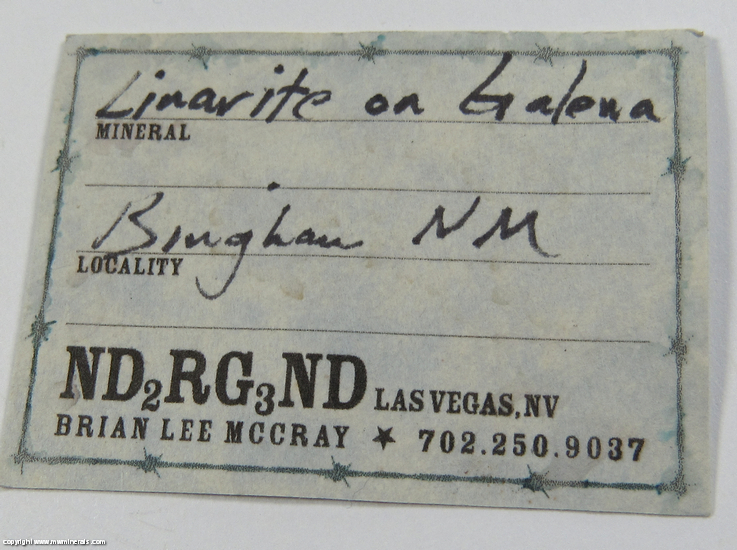 Linarite on Galena
MINERAL
Bingham NM
LOCALITY
ND₂RG₃ND LAS VEGAS, NV
BRIAN LEE MCCRAY ★ 702.250.9037
copyright www.mwminerals.com